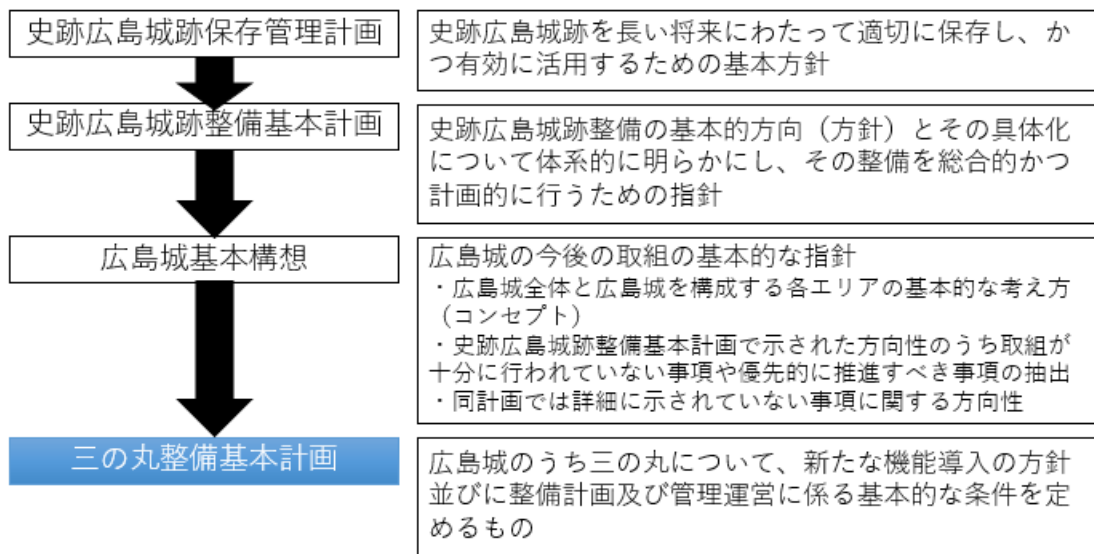 史跡広島城跡保存管理計画
史跡広島城跡を長い将来にわたって適切に保存し、か
つ有効に活用するための基本方針
史跡広島城跡整備基本計画
史跡広島城跡整備の基本的方向（方針）とその具体化
について体系的に明らかにし、その整備を総合的かつ
計画的に行うための指針
広島城基本構想
広島城の今後の取組の基本的な指針
・広島城全体と広島城を構成する各エリアの基本的な考え方
（コンセプト）
・史跡広島城跡整備基本計画で示された方向性のうち取組が
十分に行われていない事項や優先的に推進すべき事項の抽出
・同計画では詳細に示されていない事項に関する方向性
三の丸整備基本計画
広島城のうち三の丸について、新たな機能導入の方針
並びに整備計画及び管理運営に係る基本的な条件を定
めるもの